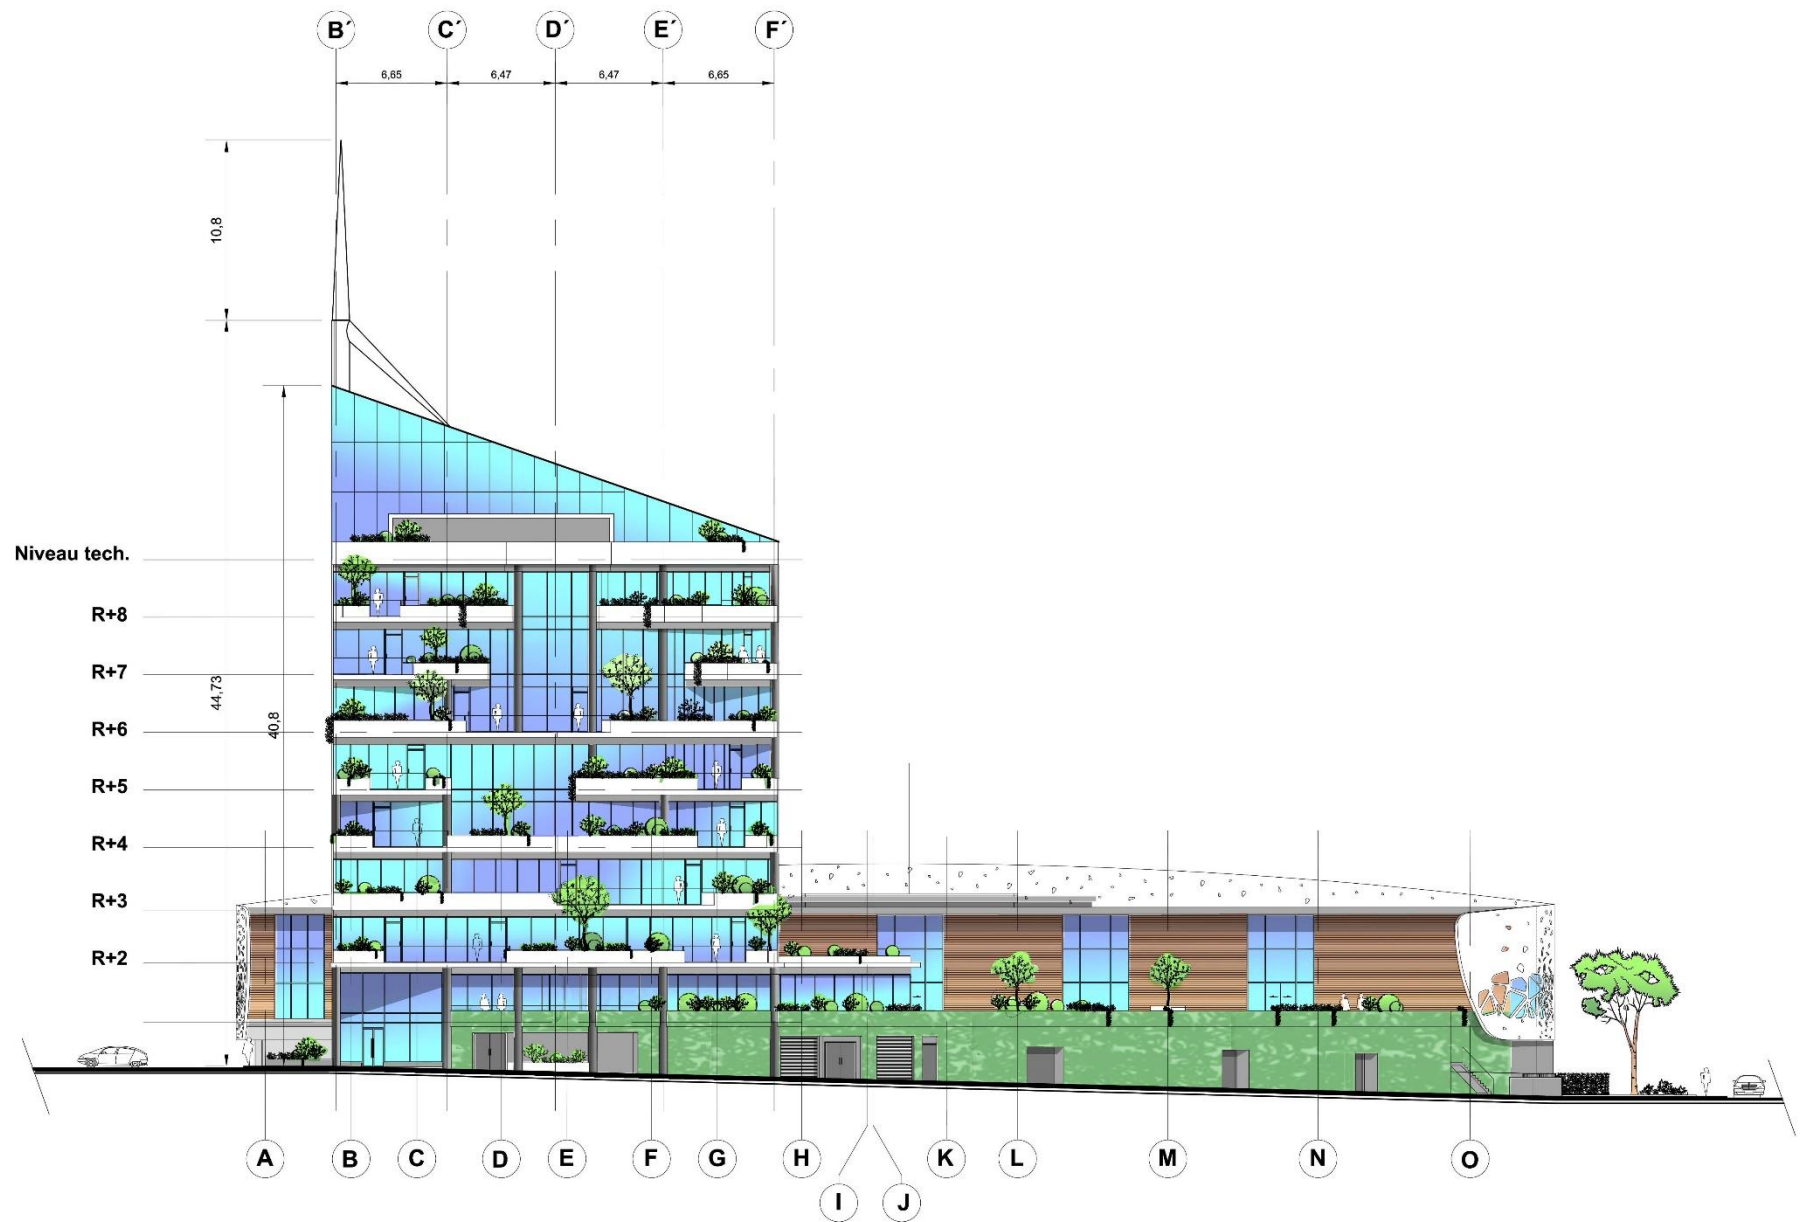 B´ C´ D´ E´ F´
6,65 6,47 6,47 6,65
10,8
44,73
40,8
Niveau tech.
R+8
R+7
R+6
R+5
R+4
R+3
R+2
A B C D E F G H K L M N O
I J